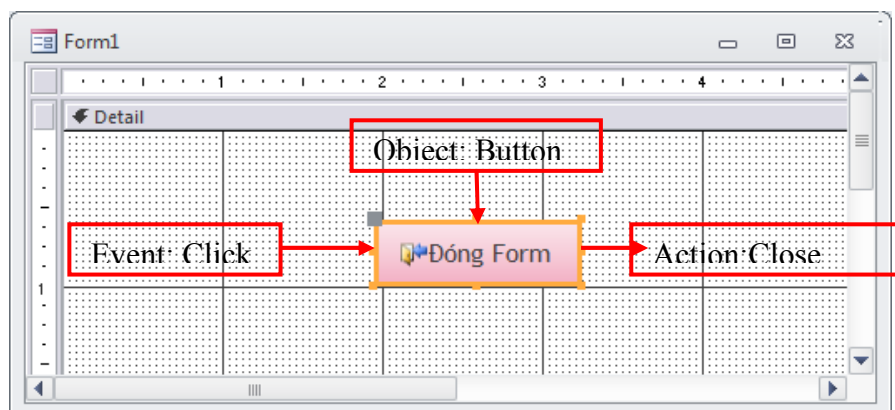 Form1
1 2 3 4
Detail
Object: Button
Event: Click
Đóng Form
Action:Close
1